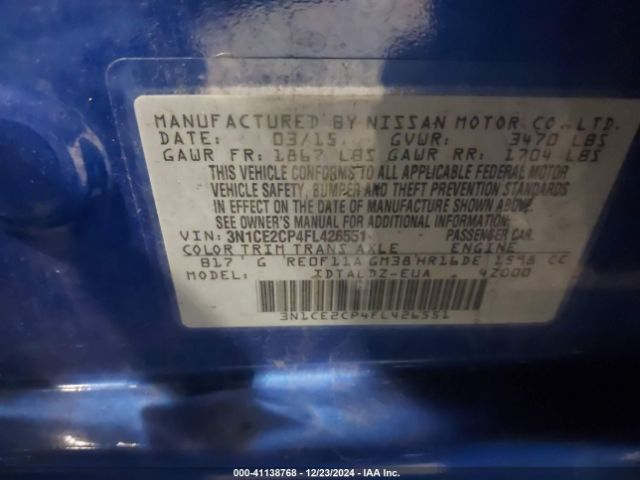 MANUFACTURED BY NISSAN MOTOR CO., LTD.
DATE: 03/15 GVWR: 3470 LBS
GAWR FR: 1867 LBS GAWR RR: 1704 LBS
THIS VEHICLE CONFORMS TO ALL APPLICABLE FEDERAL MOTOR
VEHICLE SAFETY, BUMPER AND THEFT PREVENTION STANDARDS
IN EFFECT ON THE DATE OF MANUFACTURE SHOWN ABOVE.
SEE OWNER'S MANUAL FOR ADDITIONAL INFORMATION.
VIN: 3N1CE2CP4FL426551 PASSENGER CAR
COLOR TRIM TRANS AXLE ENGINE
B17 G RE0F11A GM38 HR16DE 1598 CC
MODEL: IDTALDZ-EUA 4Z000
3N1CE2CP4FL426551
000-41138768 • 12/23/2024 - IAA Inc.